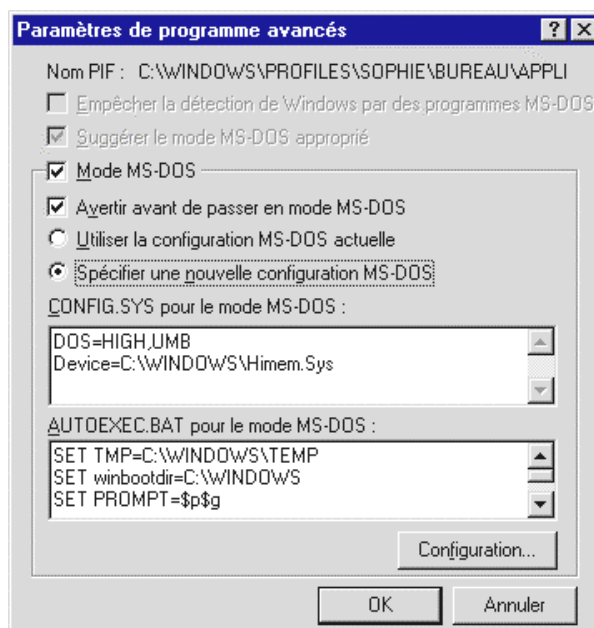 Paramètres de programme avancés
Nom PIF : C:\WINDOWS\PROFILES\SOPHIE\BUREAU\APPLI
Empêcher la détection de Windows par des programmes MS-DOS
Suggérer le mode MS-DOS approprié
Mode MS-DOS
Avertir avant de passer en mode MS-DOS
Utiliser la configuration MS-DOS actuelle
Spécifier une nouvelle configuration MS-DOS
CONFIG.SYS pour le mode MS-DOS :
DOS=HIGH,UMB
Device=C:\WINDOWS\Himem.Sys
AUTOEXEC.BAT pour le mode MS-DOS :
SET TMP=C:\WINDOWS\TEMP
SET winbootdir=C:\WINDOWS
SET PROMPT=$p$g
Configuration...
OK Annuler